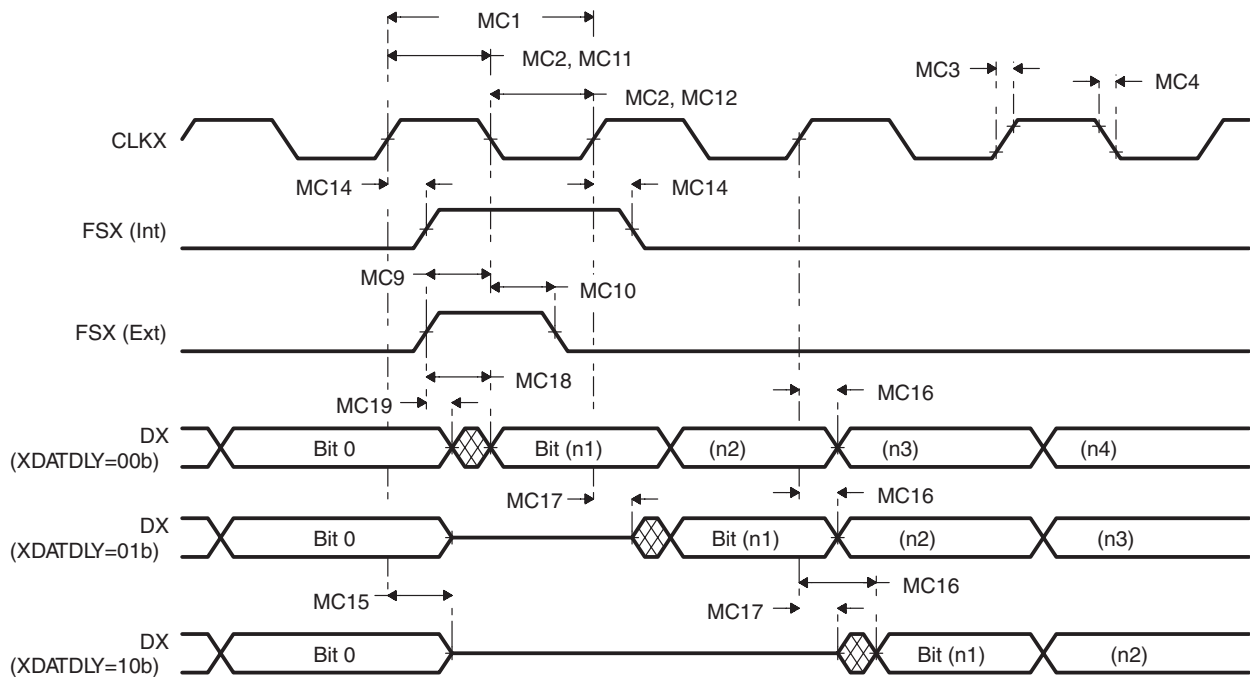 MC1
MC2, MC11
MC3
MC4
MC2, MC12
CLKX
MC14
MC14
FSX (Int)
MC9
MC10
FSX (Ext)
MC18
MC19
MC16
DX
(XDATDLY=00b)
Bit 0
Bit (n1)
(n2)
(n3)
(n4)
MC17
MC16
DX
(XDATDLY=01b)
Bit 0
Bit (n1)
(n2)
(n3)
MC15
MC17
MC16
DX
(XDATDLY=10b)
Bit 0
Bit (n1)
(n2)